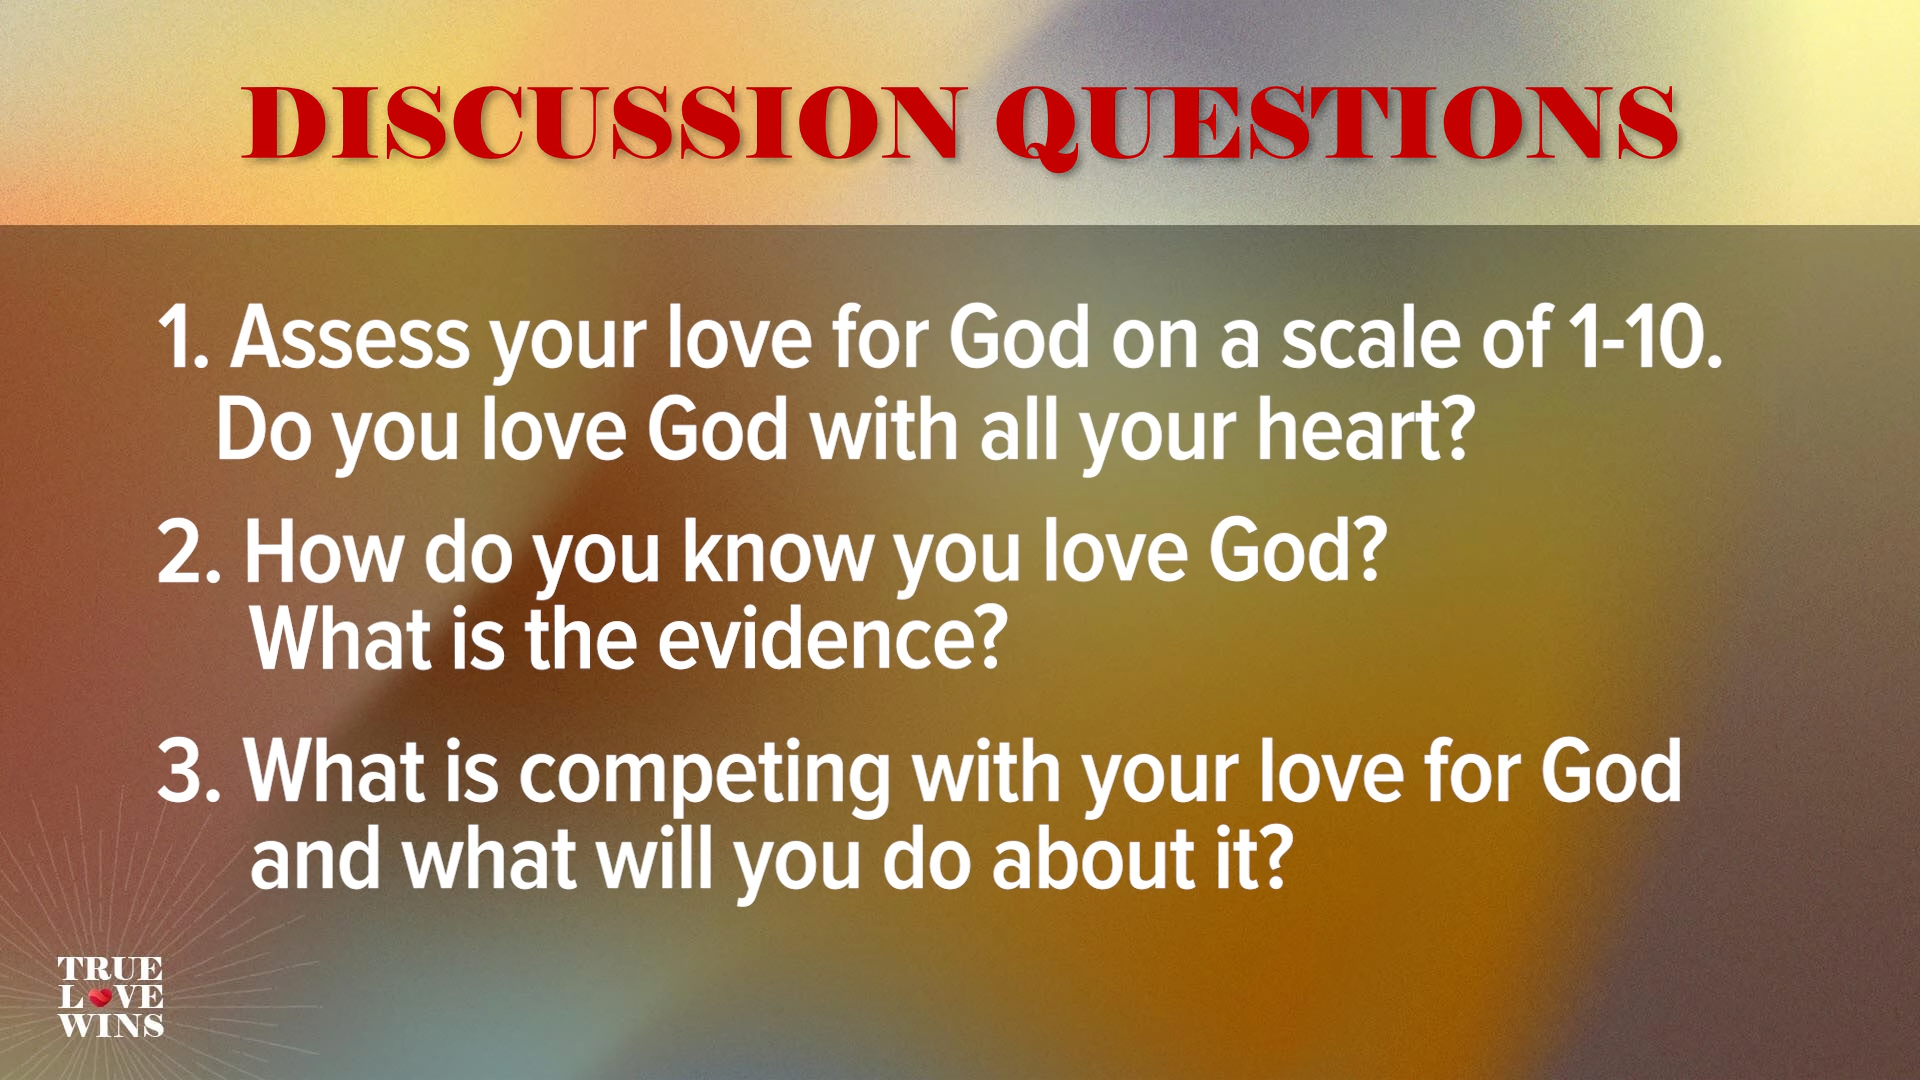 DISCUSSION QUESTIONS
1. Assess your love for God on a scale of 1-10.
Do you love God with all your heart?
2. How do you know you love God?
What is the evidence?
3. What is competing with your love for God
and what will you do about it?
TRUE
LOVE
WINS